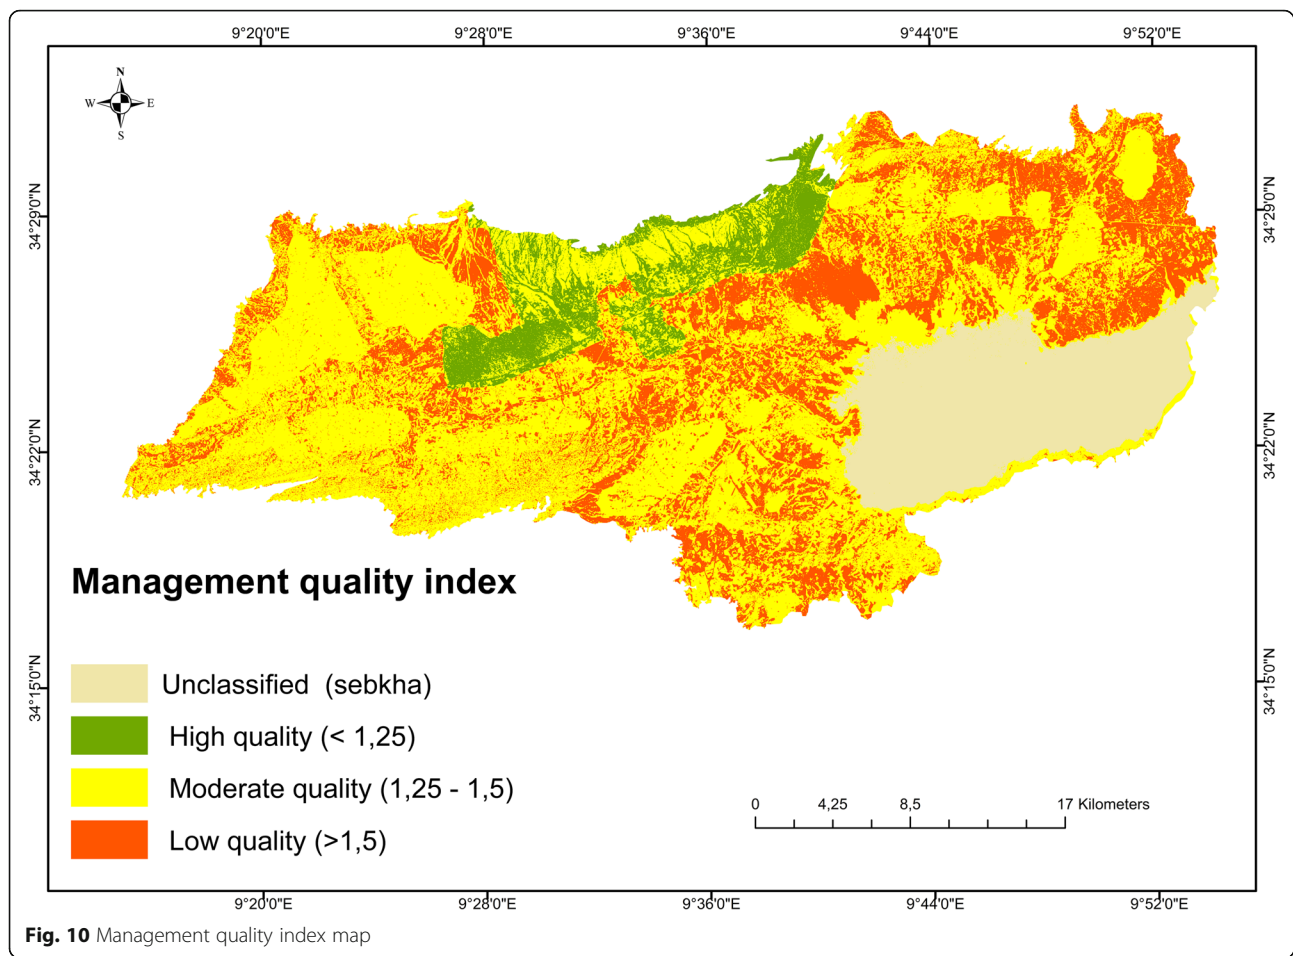 9°20'0"E 9°28'0"E 9°36'0"E 9°44'0"E 9°52'0"E
N
W E
S
34°29'0"N 34°29'0"N
34°22'0"N 34°22'0"N
Management quality index
34°15'0"N 34°15'0"N
Unclassified (sebkha)
High quality (< 1,25)
Moderate quality (1,25 - 1,5)
Low quality (>1,5)
0 4,25 8,5 17 Kilometers
9°20'0"E 9°28'0"E 9°36'0"E 9°44'0"E 9°52'0"E
Fig. 10 Management quality index map